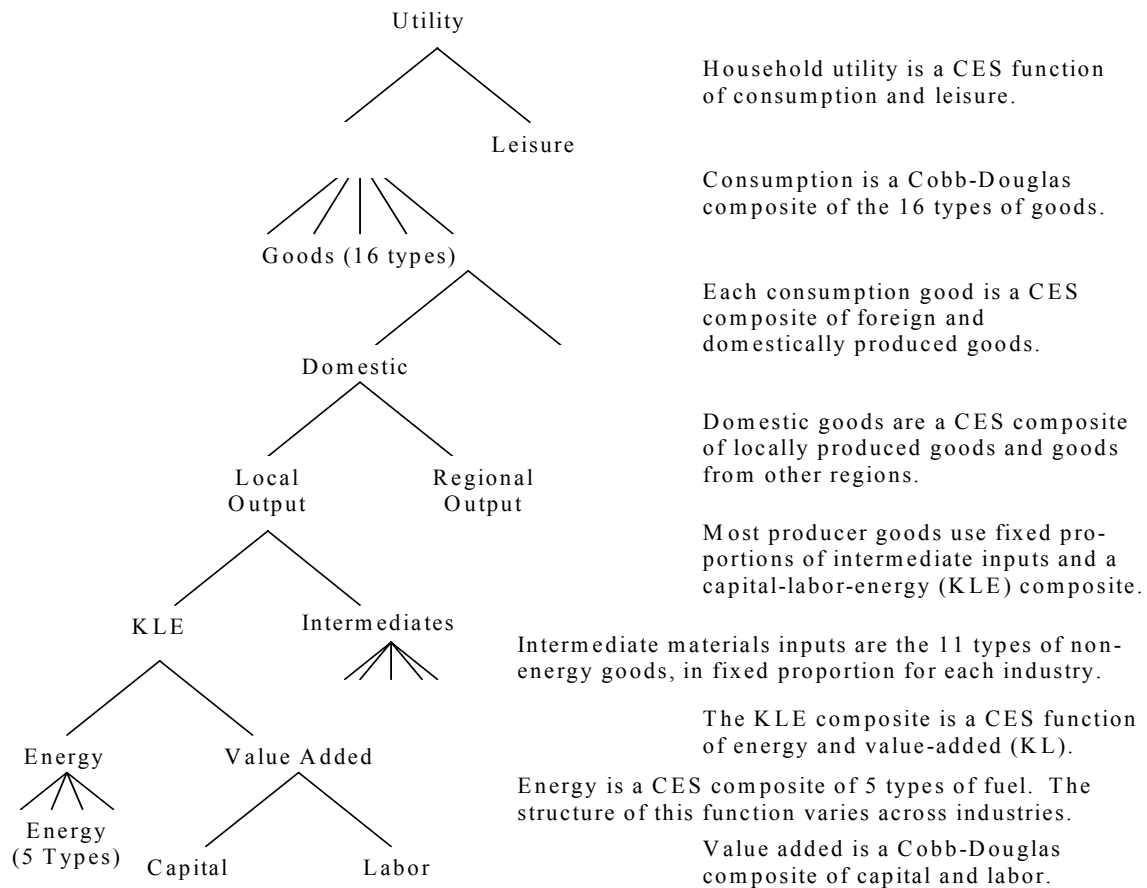 Utility
Household utility is a CES function
of consumption and leisure.
Leisure
Consumption is a Cobb-Douglas
composite of the 16 types of goods.
Goods (16 types)
Each consumption good is a CES
composite of foreign and
domestically produced goods.
Domestic
Domestic goods are a CES composite
of locally produced goods and goods
from other regions.
Local
Output
Regional
Output
Most producer goods use fixed pro-
portions of intermediate inputs and a
capital-labor-energy (KLE) composite.
KLE
Intermediates
Intermediate materials inputs are the 11 types of non-
energy goods, in fixed proportion for each industry.
The KLE composite is a CES function
of energy and value-added (KL).
Energy
Value Added
Energy is a CES composite of 5 types of fuel. The
structure of this function varies across industries.
Energy
(5 Types)
Capital
Labor
Value added is a Cobb-Douglas
composite of capital and labor.